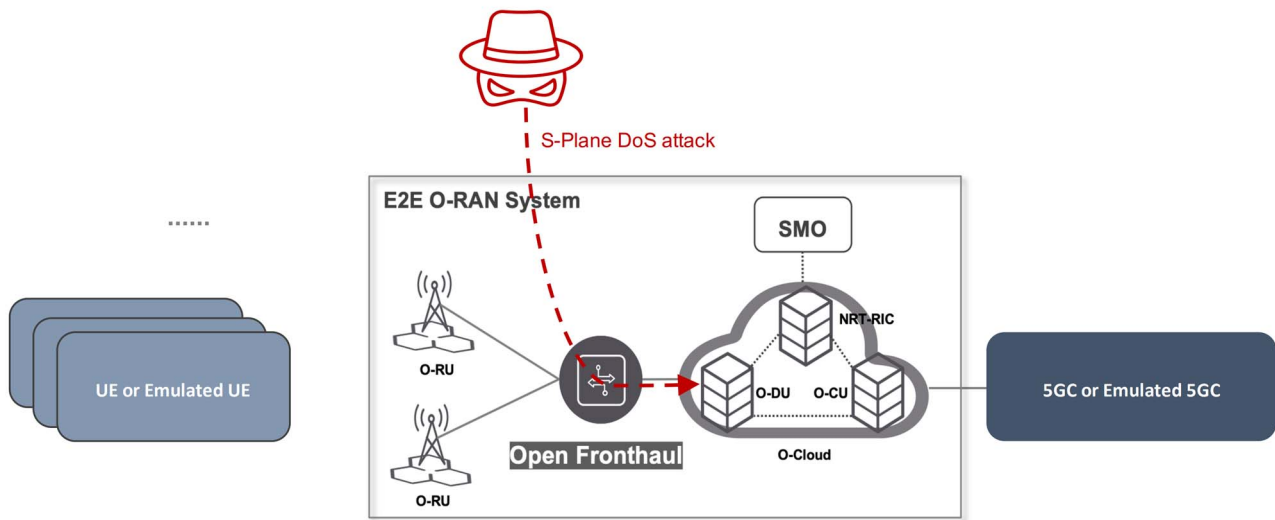 S-Plane DoS attack
E2E O-RAN System
......
SMO
NRT-RIC
O-RU
UE or Emulated UE
O-DU
O-CU
5GC or Emulated 5GC
Open Fronthaul
O-Cloud
O-RU